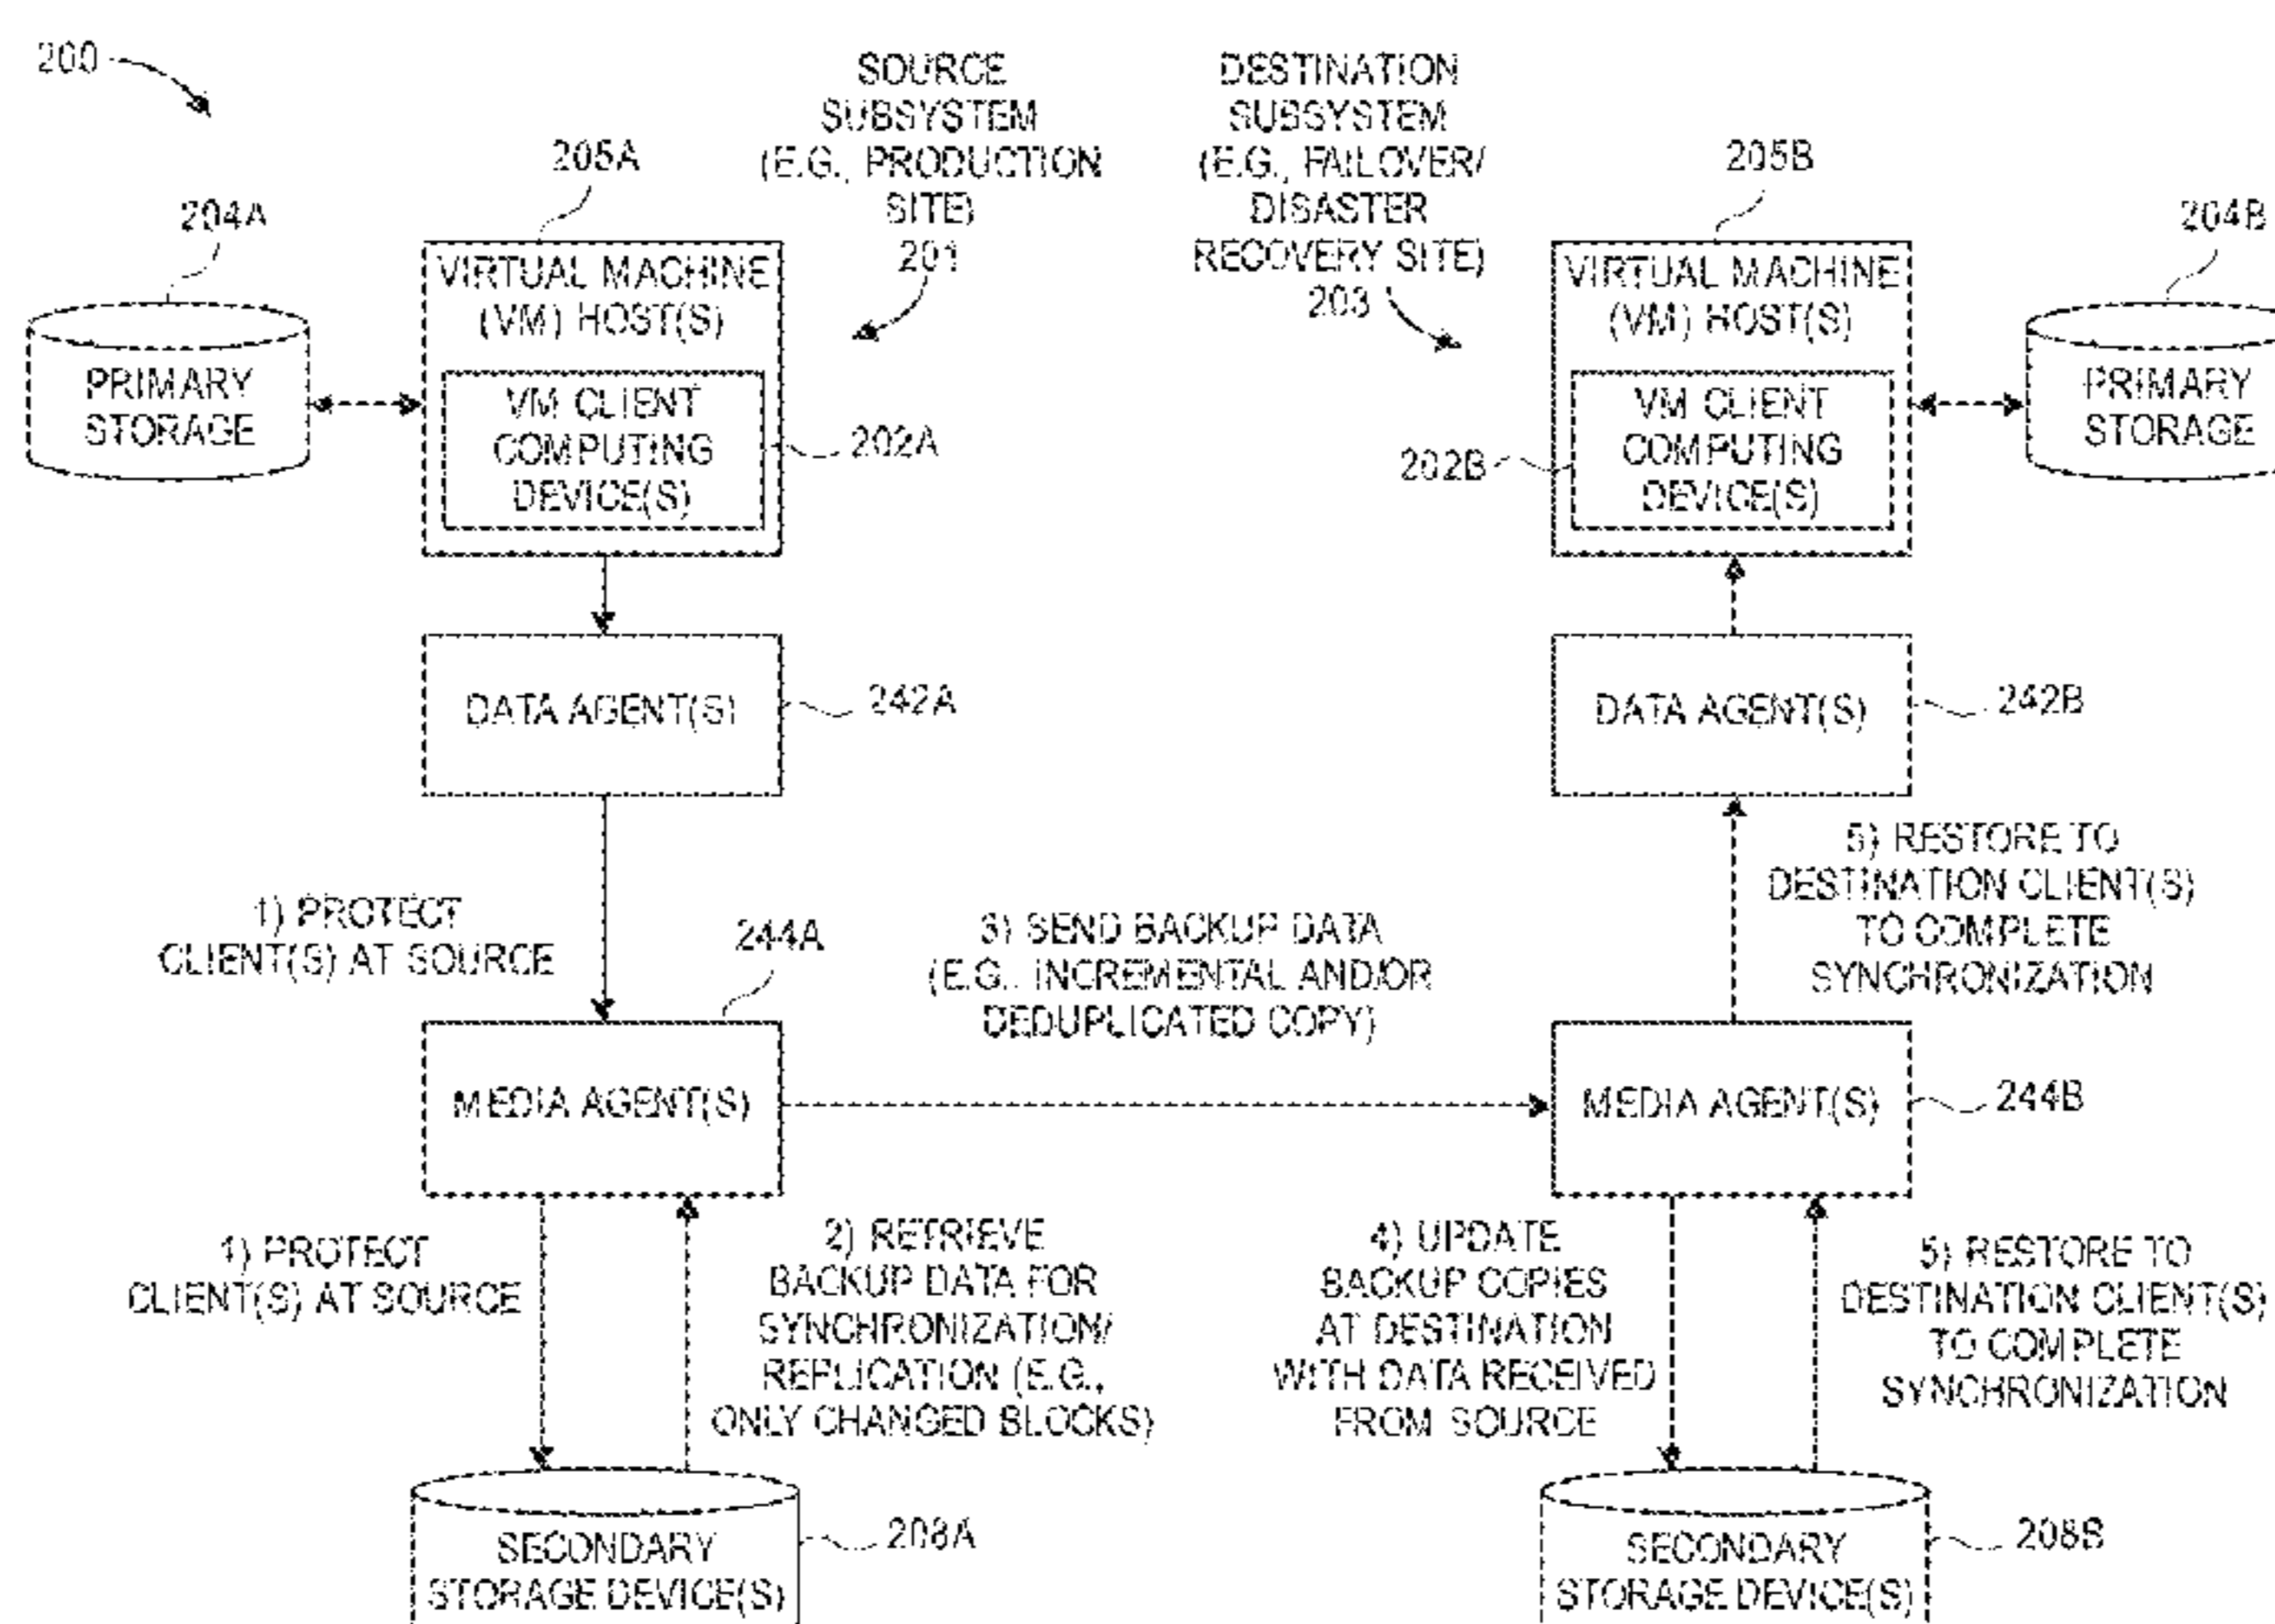 200
SOURCE
SUBSYSTEM
(E.G., PRODUCTION
SITE)
201
DESTINATION
SUBSYSTEM
(E.G., FAILOVER/
DISASTER
RECOVERY SITE)
203
204A
PRIMARY
STORAGE
205A
VIRTUAL MACHINE
(VM) HOST(S)
VM CLIENT
COMPUTING
DEVICE(S)
202A
205B
VIRTUAL MACHINE
(VM) HOST(S)
VM CLIENT
COMPUTING
DEVICE(S)
202B
204B
PRIMARY
STORAGE
DATA AGENT(S)
242A
DATA AGENT(S)
242B
1) PROTECT
CLIENT(S) AT SOURCE
244A
3) SEND BACKUP DATA
(E.G., INCREMENTAL AND/OR
DEDUPLICATED COPY)
5) RESTORE TO
DESTINATION CLIENT(S)
TO COMPLETE
SYNCHRONIZATION
MEDIA AGENT(S)
MEDIA AGENT(S)
244B
1) PROTECT
CLIENT(S) AT SOURCE
2) RETRIEVE
BACKUP DATA FOR
SYNCHRONIZATION/
REPLICATION (E.G.,
ONLY CHANGED BLOCKS)
4) UPDATE
BACKUP COPIES
AT DESTINATION
WITH DATA RECEIVED
FROM SOURCE
5) RESTORE TO
DESTINATION CLIENT(S)
TO COMPLETE
SYNCHRONIZATION
SECONDARY
STORAGE DEVICE(S)
208A
SECONDARY
STORAGE DEVICE(S)
208B